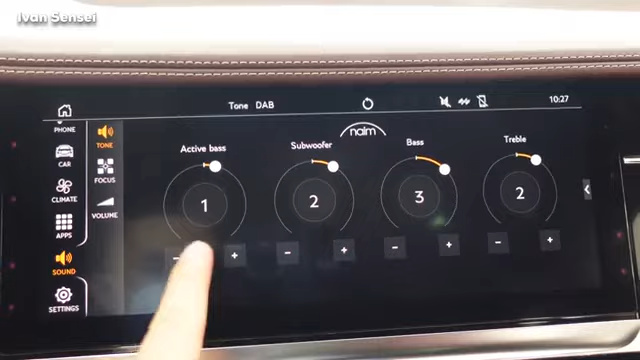 Ivan Sensei
Tone DAB
10:27
naim
PHONE
CAR
CLIMATE
APPS
SOUND
SETTINGS
TONE
FOCUS
VOLUME
Active bass
1
- +
Subwoofer
2
- +
Bass
3
- +
Treble
2
- +